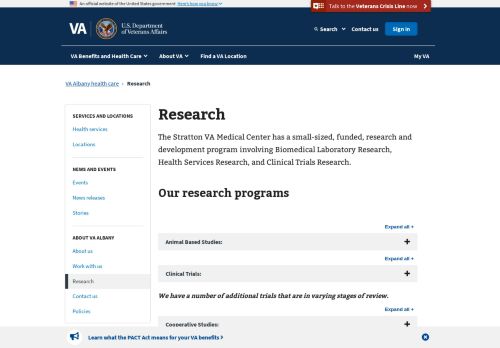 An official website of the United States government Here's how you know
Talk to the Veterans Crisis Line now
VA
U.S. Department
of Veterans Affairs
Search
Contact us
Sign in
VA Benefits and Health Care
About VA
Find a VA Location
My VA
VA Albany health care
Research
SERVICES AND LOCATIONS
Health services
Locations
NEWS AND EVENTS
Events
News releases
Stories
ABOUT VA ALBANY
About us
Work with us
Research
Contact us
Policies
Research
The Stratton VA Medical Center has a small-sized, funded, research and
development program involving Biomedical Laboratory Research,
Health Services Research, and Clinical Trials Research.
Our research programs
Expand all +
Animal Based Studies:
Expand all +
Clinical Trials:
We have a number of additional trials that are in varying stages of review.
Expand all +
Cooperative Studies:
Learn what the PACT Act means for your VA benefits